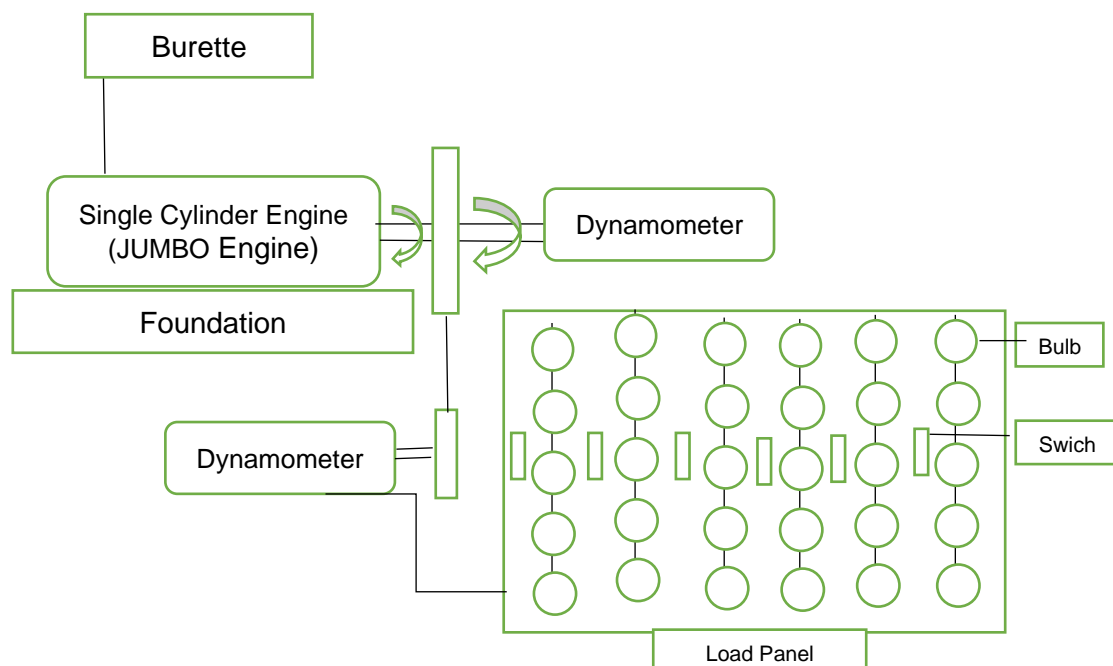 Burette
Single Cylinder Engine
(JUMBO Engine)
Dynamometer
Foundation
Bulb
Swich
Dynamometer
Load Panel